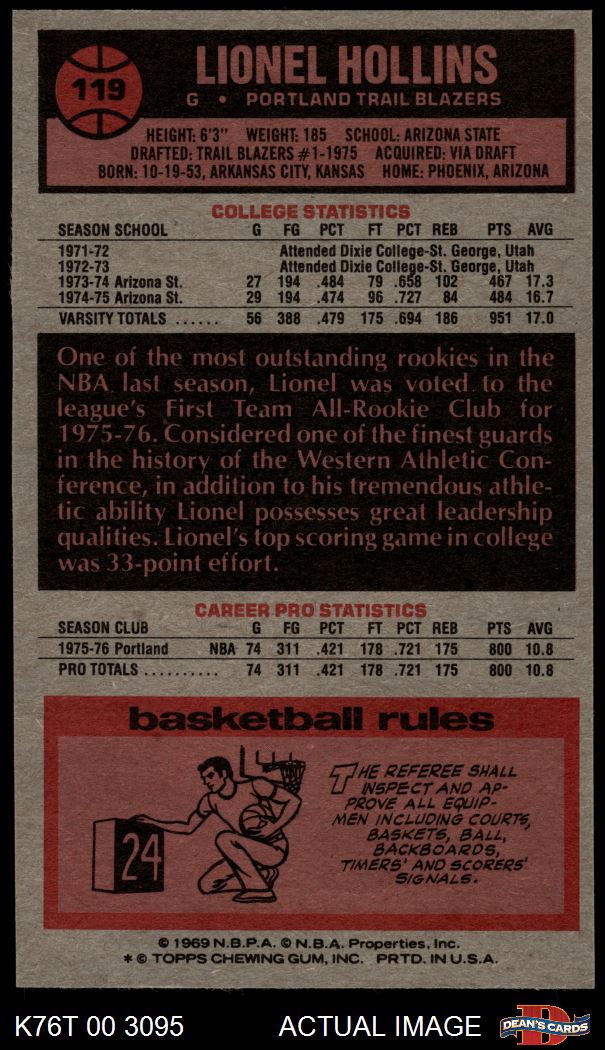 119
LIONEL HOLLINS
G • PORTLAND TRAIL BLAZERS
HEIGHT: 6'3" WEIGHT: 185 SCHOOL: ARIZONA STATE
DRAFTED: TRAIL BLAZERS #1-1975 ACQUIRED: VIA DRAFT
BORN: 10-19-53, ARKANSAS CITY, KANSAS HOME: PHOENIX, ARIZONA
COLLEGE STATISTICS
SEASON SCHOOL G FG PCT FT PCT REB PTS AVG
1971-72 Attended Dixie College-St. George, Utah
1972-73 Attended Dixie College-St. George, Utah
1973-74 Arizona St. 27 194 .484 79 .658 102 467 17.3
1974-75 Arizona St. 29 194 .474 96 .727 84 484 16.7
VARSITY TOTALS ...... 56 388 .479 175 .694 186 951 17.0
One of the most outstanding rookies in the
NBA last season, Lionel was voted to the
league's First Team All-Rookie Club for
1975-76. Considered one of the finest guards
in the history of the Western Athletic Con-
ference, in addition to his tremendous athle-
tic ability Lionel possesses great leadership
qualities. Lionel's top scoring game in college
was 33-point effort.
CAREER PRO STATISTICS
SEASON CLUB G FG PCT FT PCT REB PTS AVG
1975-76 Portland NBA 74 311 .421 178 .721 175 800 10.8
PRO TOTALS .......... 74 311 .421 178 .721 175 800 10.8
basketball rules
24
THE REFEREE SHALL
INSPECT AND AP-
PROVE ALL EQUIP-
MEN INCLUDING COURTS,
BASKETS, BALL,
BACKBOARDS,
TIMERS' AND SCORERS'
SIGNALS.
© 1969 N.B.P.A. © N.B.A. Properties, Inc.
* © TOPPS CHEWING GUM, INC. PRTD. IN U.S.A.
K76T 00 3095 ACTUAL IMAGE D DEAN'S CARDS